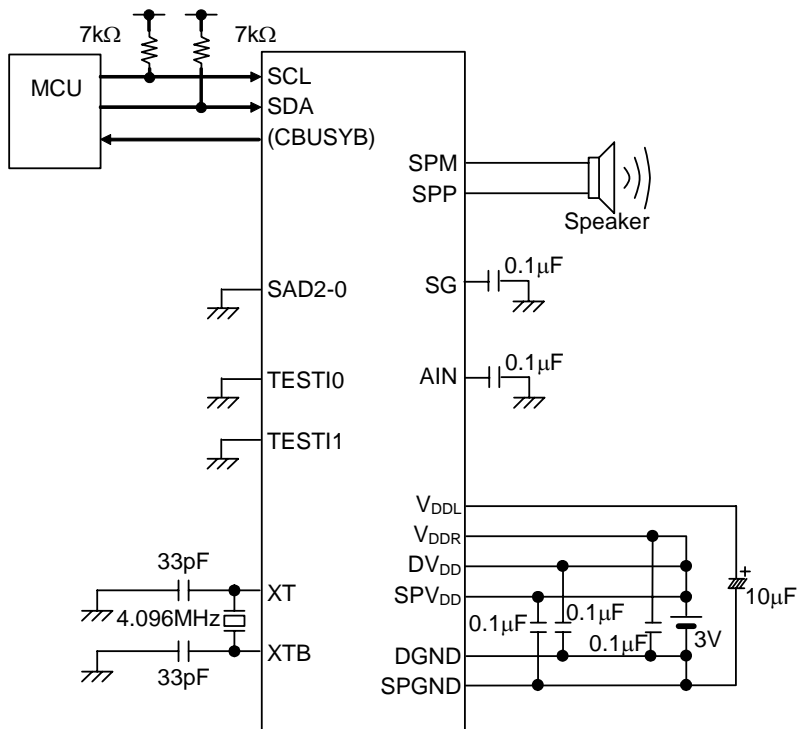 7kΩ
7kΩ
MCU
SCL
SDA
(CBUSYB)
SPM
SPP
Speaker
SAD2-0
SG
0.1μF
TESTI0
AIN
0.1μF
TESTI1
VDDL
VDDR
DVDD
SPVDD
33pF
XT
4.096MHz
XTB
33pF
0.1μF
0.1μF
0.1μF
3V
+
10μF
DGND
SPGND